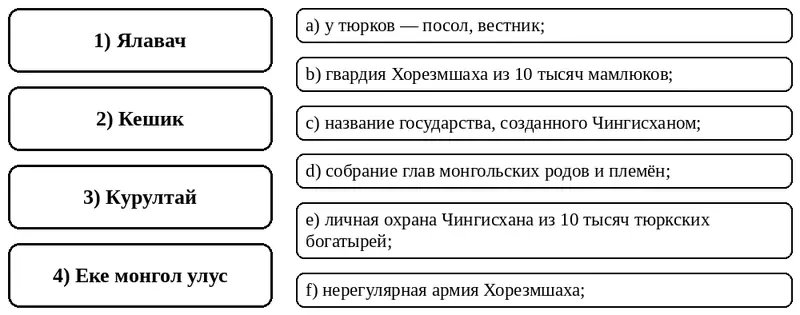 1) Ялавач
2) Кешик
3) Курултай
4) Еке монгол улус
a) у тюрков — посол, вестник;
b) гвардия Хорезмшаха из 10 тысяч мамлюков;
c) название государства, созданного Чингисханом;
d) собрание глав монгольских родов и племён;
e) личная охрана Чингисхана из 10 тысяч тюркских
богатырей;
f) нерегулярная армия Хорезмшаха;